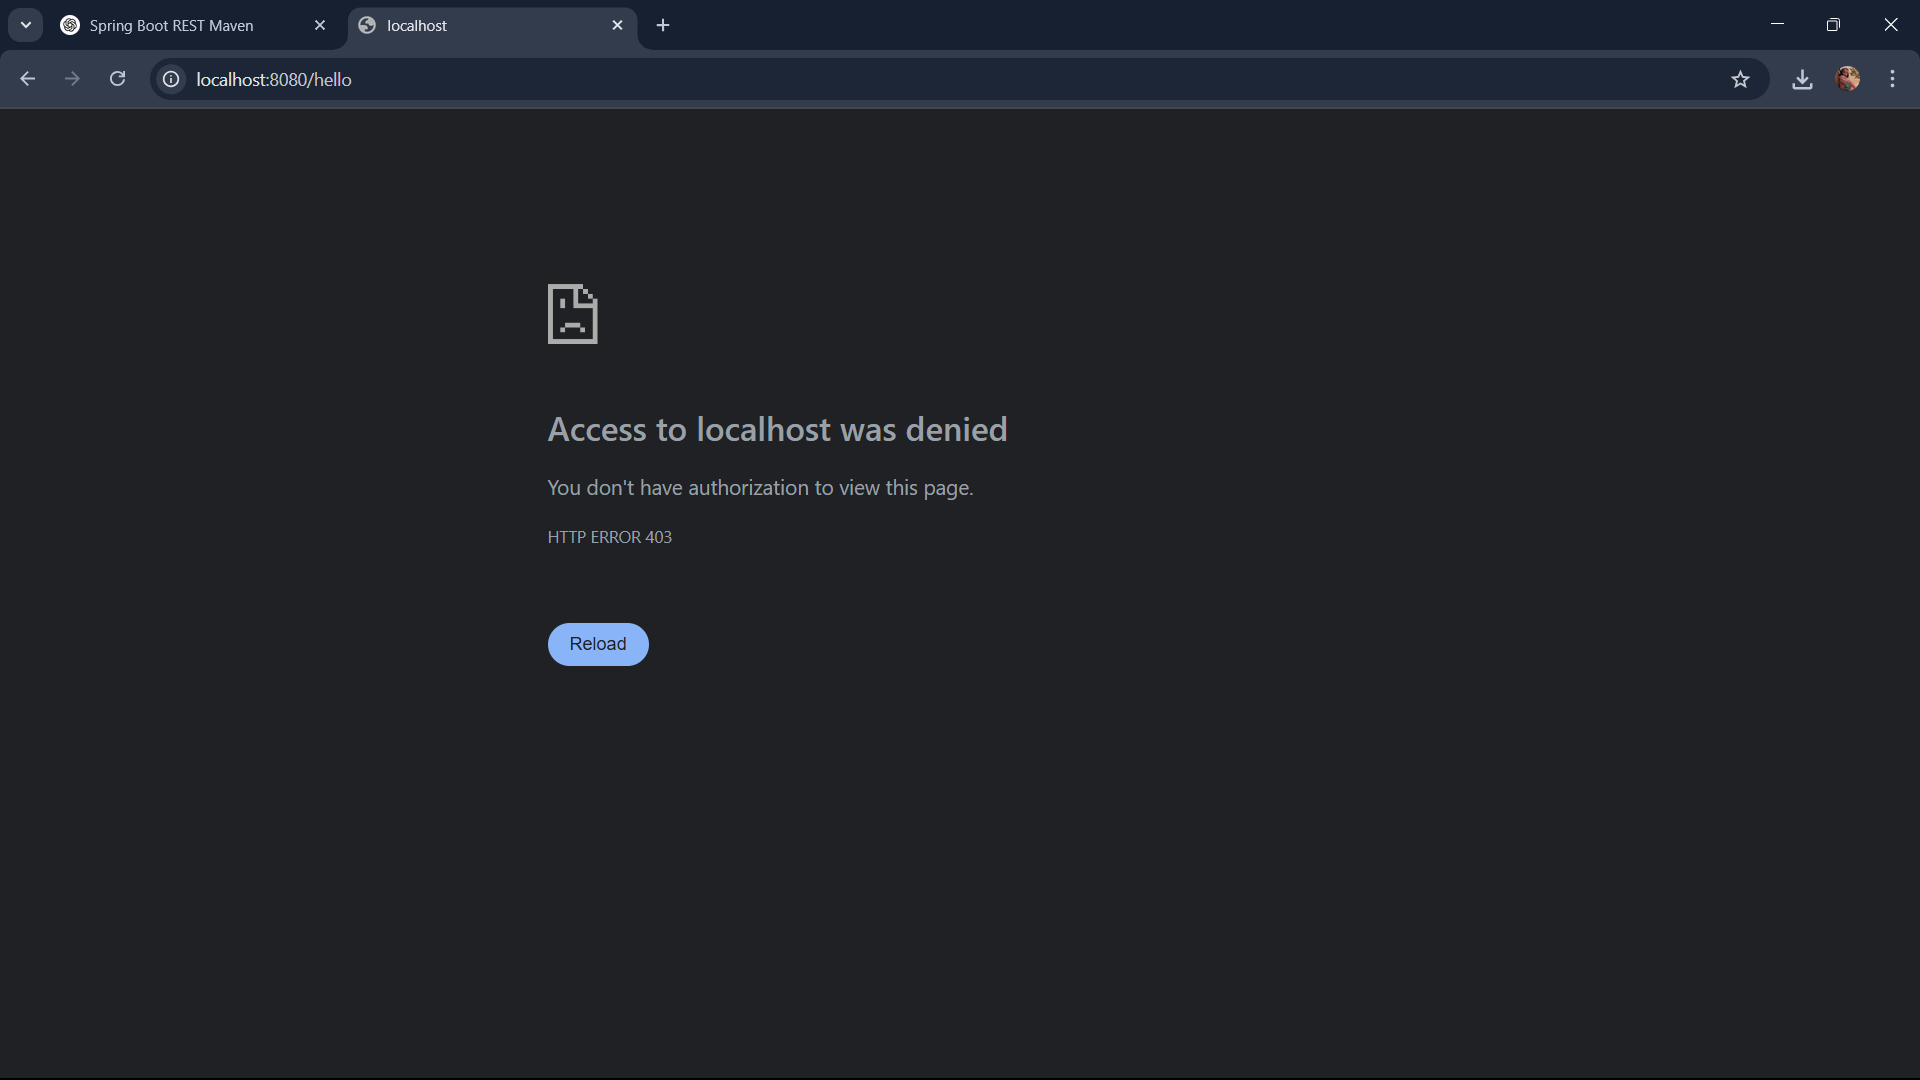 Spring Boot REST Maven
localhost
localhost:8080/hello
Access to localhost was denied
You don't have authorization to view this page.
HTTP ERROR 403
Reload